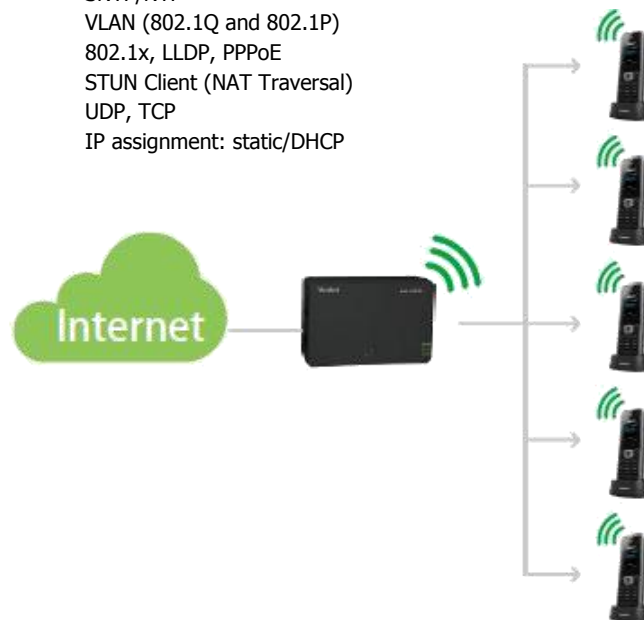 VLAN (802.1Q and 802.1P)
802.1x, LLDP, PPPoE
STUN Client (NAT Traversal)
UDP, TCP
IP assignment: static/DHCP
Internet
Yealink